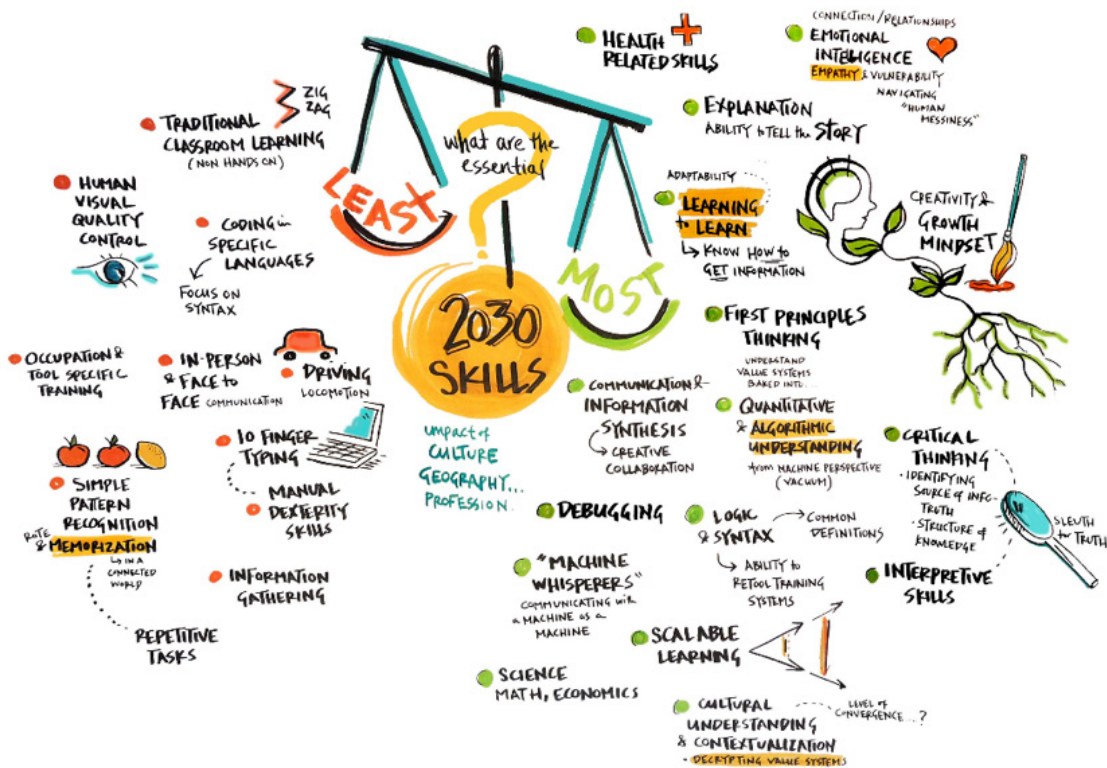 ZIG
ZAG
TRADITIONAL
CLASSROOM LEARNING
(NON HANDS ON)
HUMAN
VISUAL
QUALITY
CONTROL
CODING in
SPECIFIC
LANGUAGES
FOCUS ON
SYNTAX
OCCUPATION &
TOOL SPECIFIC
TRAINING
IN-PERSON
& FACE to
FACE COMMUNICATION
DRIVING
LOCOMOTION
10 FINGER
TYPING
MANUAL
DEXTERITY
SKILLS
SIMPLE
PATTERN
RECOGNITION
ROTE
& MEMORIZATION
IN A
CONNECTED
WORLD
INFORMATION
GATHERING
REPETITIVE
TASKS
what are the
essential
?
LEAST
MOST
2030
SKILLS
impact of
CULTURE
GEOGRAPHY...
PROFESSION.
HEALTH
RELATED SKILLS
CONNECTION/RELATIONSHIPS
EMOTIONAL
INTELLIGENCE
EMPATHY & VULNERABILITY
NAVIGATING
"HUMAN
MESSINESS"
EXPLANATION
ABILITY to TELL the STORY
ADAPTABILITY
LEARNING
to LEARN
KNOW HOW to
GET INFORMATION
CREATIVITY &
GROWTH
MINDSET
FIRST PRINCIPLES
THINKING
UNDERSTAND
VALUE SYSTEMS
BAKED INTO....
COMMUNICATION &
INFORMATION
SYNTHESIS
CREATIVE
COLLABORATION
QUANTITATIVE
& ALGORITHMIC
UNDERSTANDING
from MACHINE PERSPECTIVE
(VACUUM)
CRITICAL
THINKING
• IDENTIFYING
SOURCE of INFO-
TRUTH
• STRUCTURE of
KNOWLEDGE
SLEUTH
for TRUTH
DEBUGGING
LOGIC
& SYNTAX
COMMON
DEFINITIONS
ABILITY to
RETOOL TRAINING
SYSTEMS
INTERPRETIVE
SKILLS
"MACHINE
WHISPERERS"
COMMUNICATING with
a MACHINE as a
MACHINE
SCALABLE
LEARNING
SCIENCE
MATH, ECONOMICS
CULTURAL
UNDERSTANDING
& CONTEXTUALIZATION
• DECRYPTING VALUE SYSTEMS
LEVEL of
CONVERGENCE...?